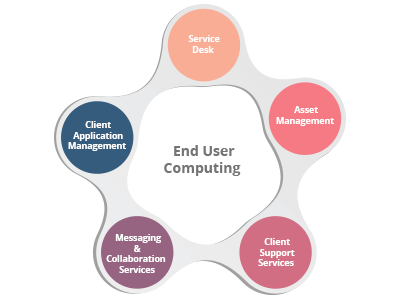 Service
Desk
Asset
Management
Client
Application
Management
End User
Computing
Messaging
&
Collaboration
Services
Client
Support
Services